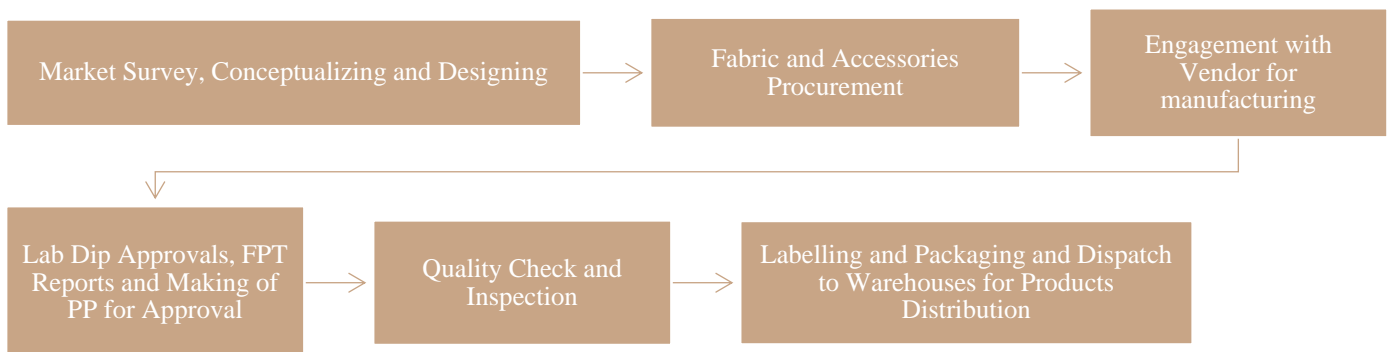 Market Survey, Conceptualizing and Designing
Fabric and Accessories
Procurement
Engagement with
Vendor for
manufacturing
Lab Dip Approvals, FPT
Reports and Making of
PP for Approval
Quality Check and
Inspection
Labelling and Packaging and Dispatch
to Warehouses for Products
Distribution